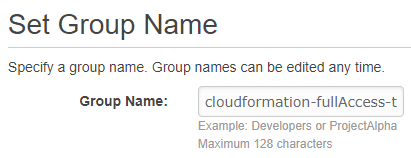 Set Group Name
Specify a group name. Group names can be edited any time.
Group Name: cloudformation-fullAccess-t
Example: Developers or ProjectAlpha
Maximum 128 characters